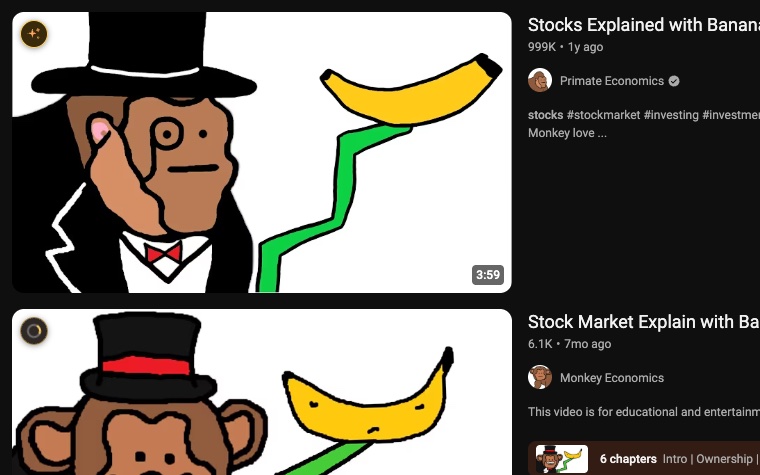 Stocks Explained with Banana
999K • 1y ago
Primate Economics
stocks #stockmarket #investing #investmen
Monkey love ...
3:59
Stock Market Explain with Ba
6.1K • 7mo ago
Monkey Economics
This video is for educational and entertainm
6 chapters Intro | Ownership |